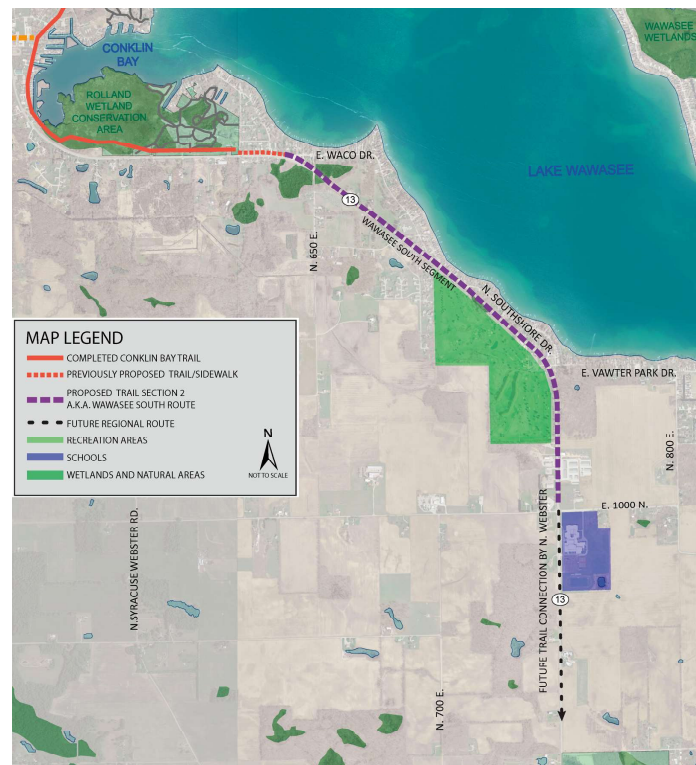 WAWASEE
WETLANDS
CONKLIN
BAY
ROLLAND
WETLAND
CONSERVATION
AREA
E. WACO DR.
LAKE WAWASEE
13
WAWASEE SOUTH SEGMENT
N. 650 E.
N. SOUTHSHORE DR.
E. VAWTER PARK DR.
MAP LEGEND
COMPLETED CONKLIN BAY TRAIL
PREVIOUSLY PROPOSED TRAIL/SIDEWALK
PROPOSED TRAIL SECTION 2
A.K.A. WAWASEE SOUTH ROUTE
FUTURE REGIONAL ROUTE
RECREATION AREAS
SCHOOLS
WETLANDS AND NATURAL AREAS
N
NOT TO SCALE
N. 800 E.
E. 1000 N.
N.SYRACUSE WEBSTER RD.
FUTURE TRAIL CONNECTION BY N. WEBSTER
13
N. 700 E.